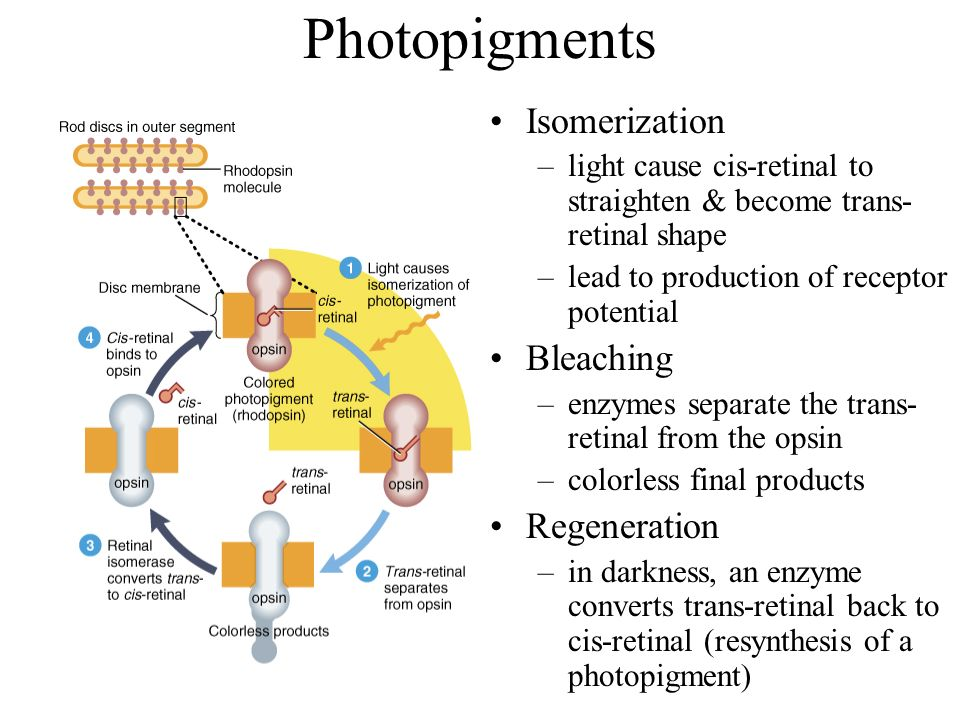 Photopigments
Rod discs in outer segment
Rhodopsin
molecule
Disc membrane
1 Light causes
isomerization of
photopigment
cis-
retinal
opsin
Colored
photopigment
(rhodopsin)
trans-
retinal
opsin
2 Trans-retinal
separates
from opsin
trans-
retinal
opsin
Colorless products
3 Retinal
isomerase
converts trans-
to cis-retinal
opsin
cis-
retinal
4 Cis-retinal
binds to
opsin
• Isomerization
– light cause cis-retinal to
straighten & become trans-
retinal shape
– lead to production of receptor
potential
• Bleaching
– enzymes separate the trans-
retinal from the opsin
– colorless final products
• Regeneration
– in darkness, an enzyme
converts trans-retinal back to
cis-retinal (resynthesis of a
photopigment)